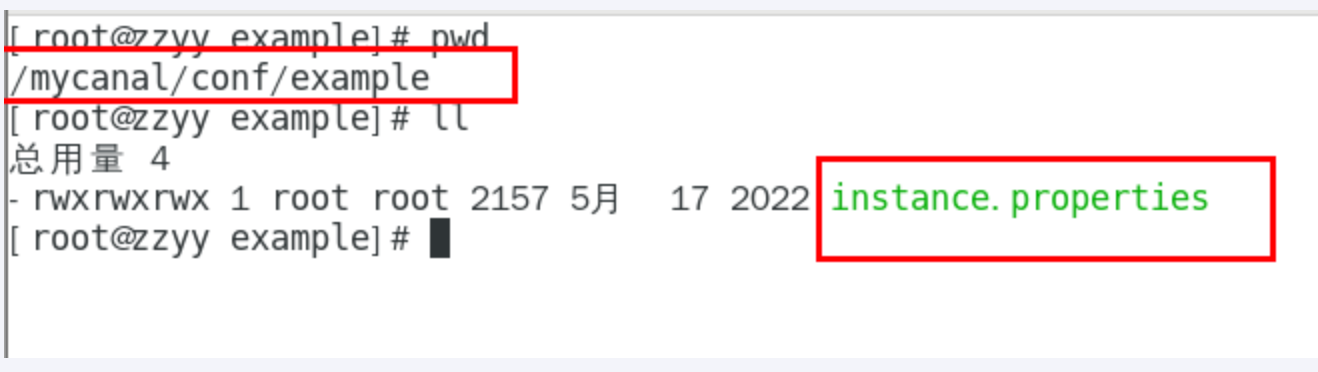 [root@zzyy example]# pwd
/mycanal/conf/example
[root@zzyy example]# ll
总用量 4
-rwxrwxrwx 1 root root 2157 5月  17 2022 instance.properties
[root@zzyy example]#